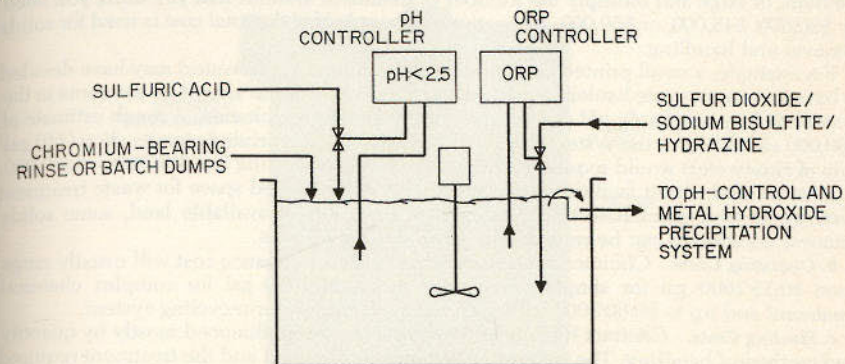 pH
CONTROLLER
ORP
CONTROLLER
pH<2.5
ORP
SULFURIC ACID
SULFUR DIOXIDE/
SODIUM BISULFITE/
HYDRAZINE
CHROMIUM-BEARING
RINSE OR BATCH DUMPS
TO pH-CONTROL AND
METAL HYDROXIDE
PRECIPITATION
SYSTEM